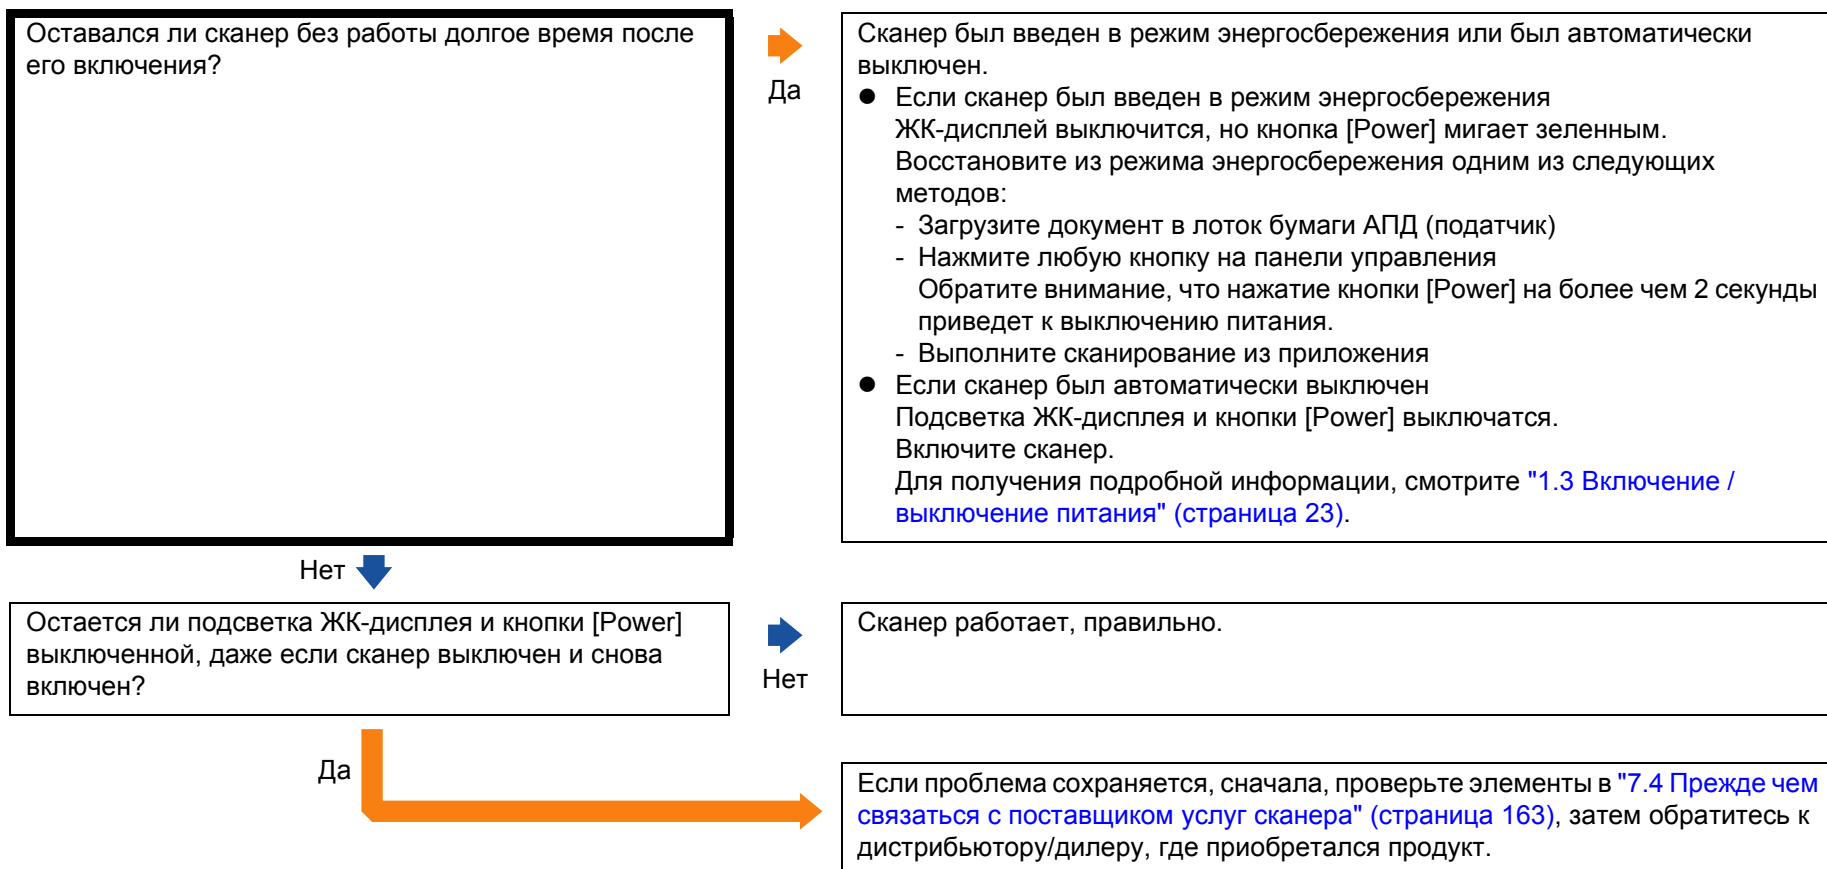 Оставался ли сканер без работы долгое время после
его включения?
Да
Сканер был введен в режим энергосбережения или был автоматически
выключен.
● Если сканер был введен в режим энергосбережения
ЖК-дисплей выключится, но кнопка [Power] мигает зеленным.
Восстановите из режима энергосбережения одним из следующих
методов:
- Загрузите документ в лоток бумаги АПД (податчик)
- Нажмите любую кнопку на панели управления
Обратите внимание, что нажатие кнопки [Power] на более чем 2 секунды
приведет к выключению питания.
- Выполните сканирование из приложения
● Если сканер был автоматически выключен
Подсветка ЖК-дисплея и кнопки [Power] выключатся.
Включите сканер.
Для получения подробной информации, смотрите "1.3 Включение /
выключение питания" (страница 23).
Нет
Остается ли подсветка ЖК-дисплея и кнопки [Power]
выключенной, даже если сканер выключен и снова
включен?
Нет
Сканер работает, правильно.
Да
Если проблема сохраняется, сначала, проверьте элементы в "7.4 Прежде чем
связаться с поставщиком услуг сканера" (страница 163), затем обратитесь к
дистрибьютору/дилеру, где приобретался продукт.